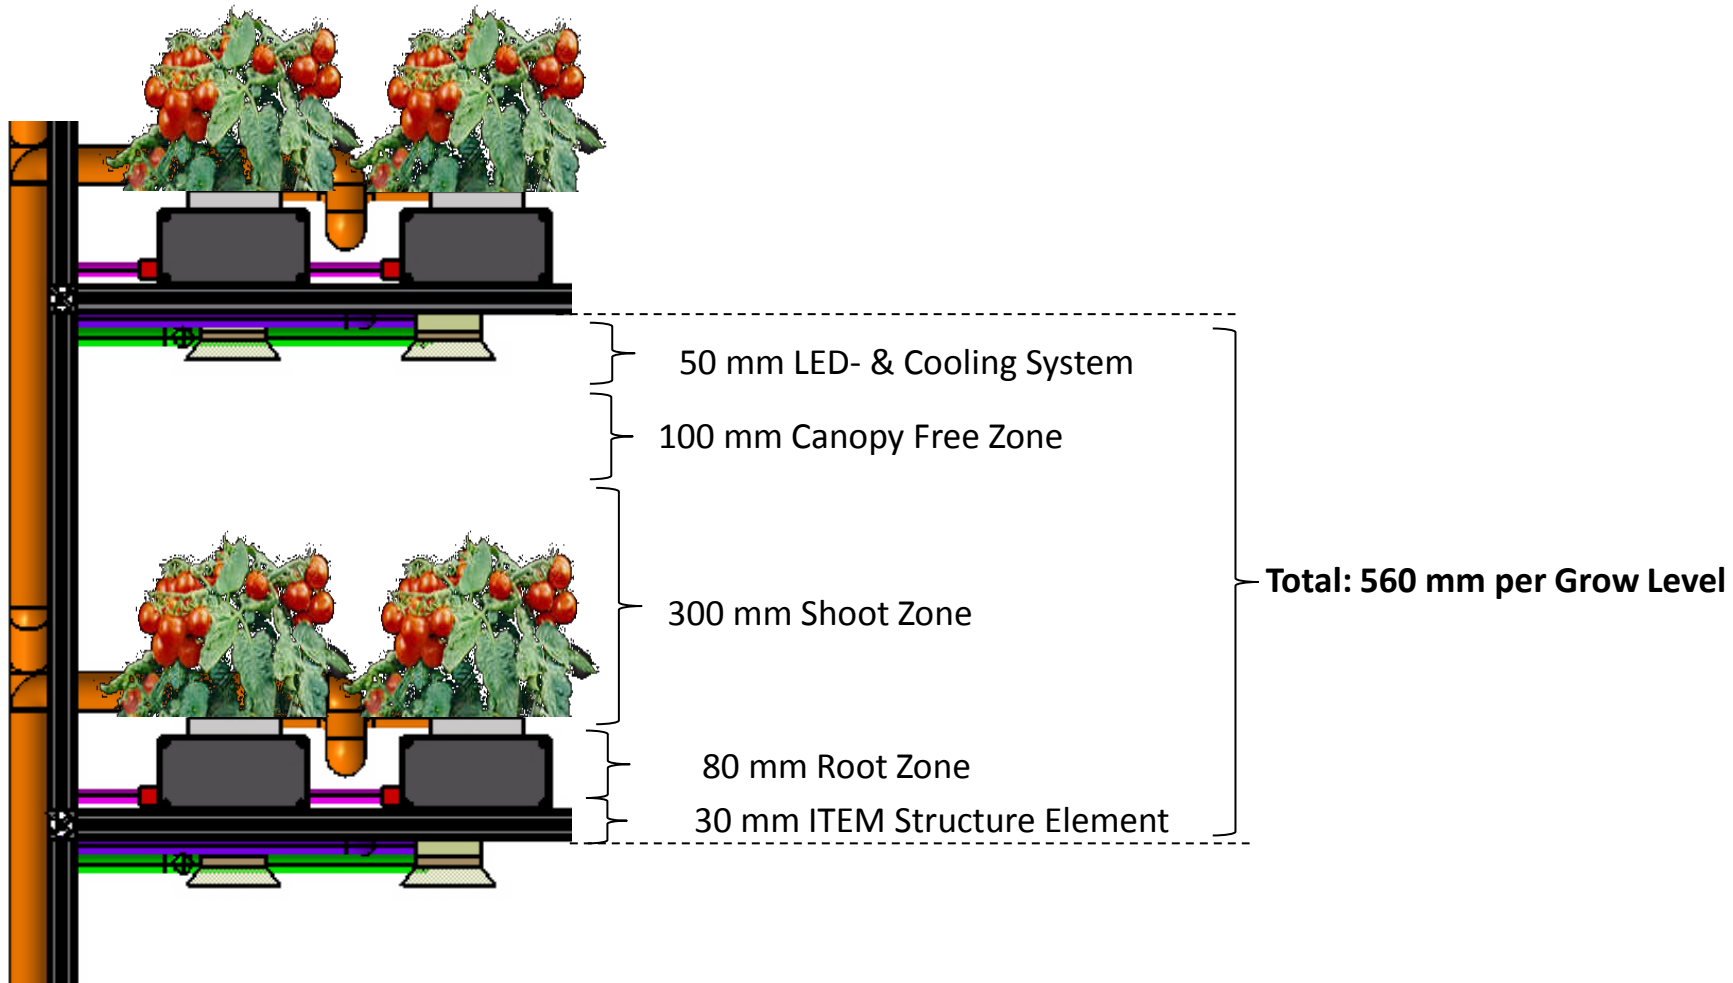 50 mm LED- & Cooling System
100 mm Canopy Free Zone
300 mm Shoot Zone
Total: 560 mm per Grow Level
80 mm Root Zone
30 mm ITEM Structure Element